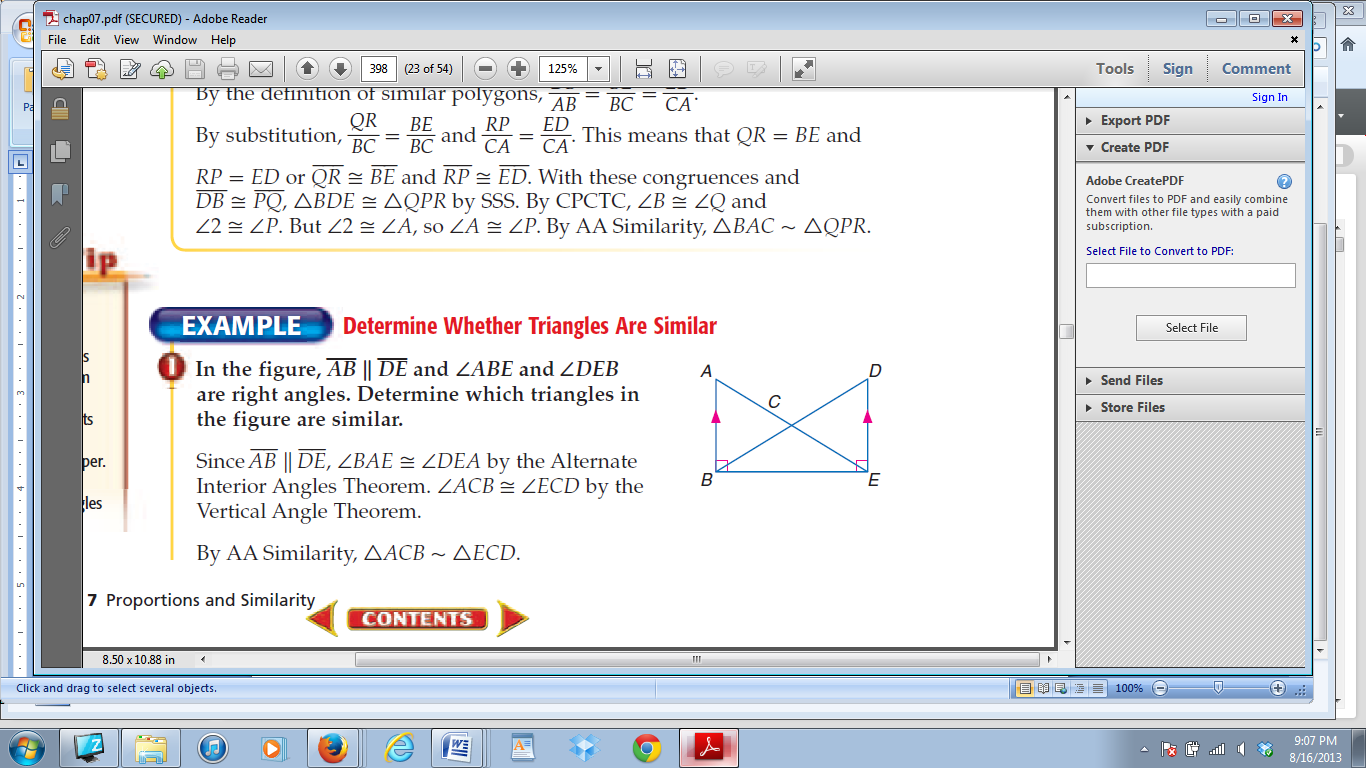 chap07.pdf (SECURED) - Adobe Reader
File Edit View Window Help
398 (23 of 54) 125% Tools Sign Comment
Sign In
By the definition of similar polygons, /AB = /BC = /CA.
By substitution, QR/BC = BE/BC and RP/CA = ED/CA. This means that QR = BE and
RP = ED or QR ≅ BE and RP ≅ ED. With these congruences and
DB ≅ PQ, △BDE ≅ △QPR by SSS. By CPCTC, ∠B ≅ ∠Q and
∠2 ≅ ∠P. But ∠2 ≅ ∠A, so ∠A ≅ ∠P. By AA Similarity, △BAC ~ △QPR.
EXAMPLE Determine Whether Triangles Are Similar
1 In the figure, AB ∥ DE and ∠ABE and ∠DEB
are right angles. Determine which triangles in
the figure are similar.
Since AB ∥ DE, ∠BAE ≅ ∠DEA by the Alternate
Interior Angles Theorem. ∠ACB ≅ ∠ECD by the
Vertical Angle Theorem.
By AA Similarity, △ACB ~ △ECD.
A D
C
B E
7 Proportions and Similarity
CONTENTS
8.50 x 10.88 in
Export PDF
Create PDF
Adobe CreatePDF
Convert files to PDF and easily combine
them with other file types with a paid
subscription.
Select File to Convert to PDF:
Select File
Send Files
Store Files
Click and drag to select several objects.
100%
9:07 PM
8/16/2013